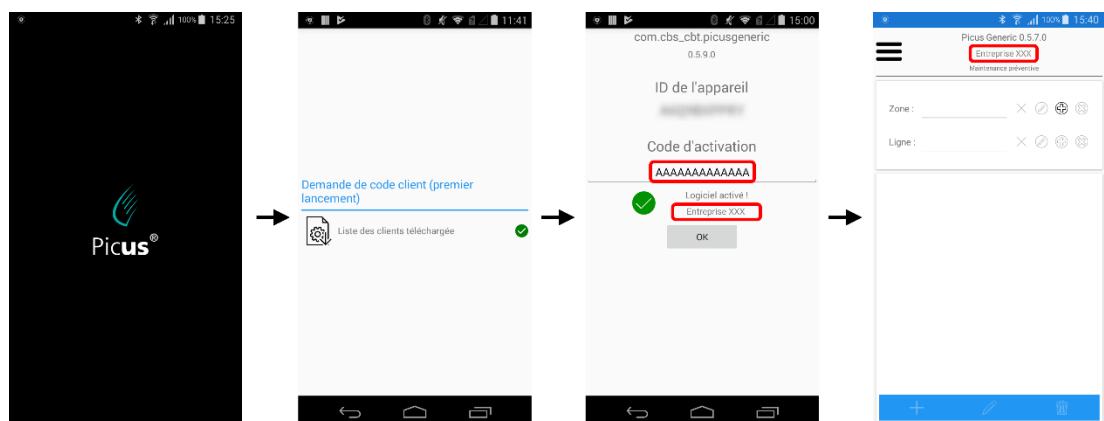 100% 15:25
Picus®
11:41
Demande de code client (premier
lancement)
Liste des clients téléchargée
15:00
com.cbs_cbt.picusgeneric
0.5.9.0
ID de l'appareil
Code d'activation
AAAAAAAAAAAAA
Logiciel activé !
Entreprise XXX
OK
100% 15:40
Picus Generic 0.5.7.0
Entreprise XXX
Maintenance préventive
Zone :
Ligne :